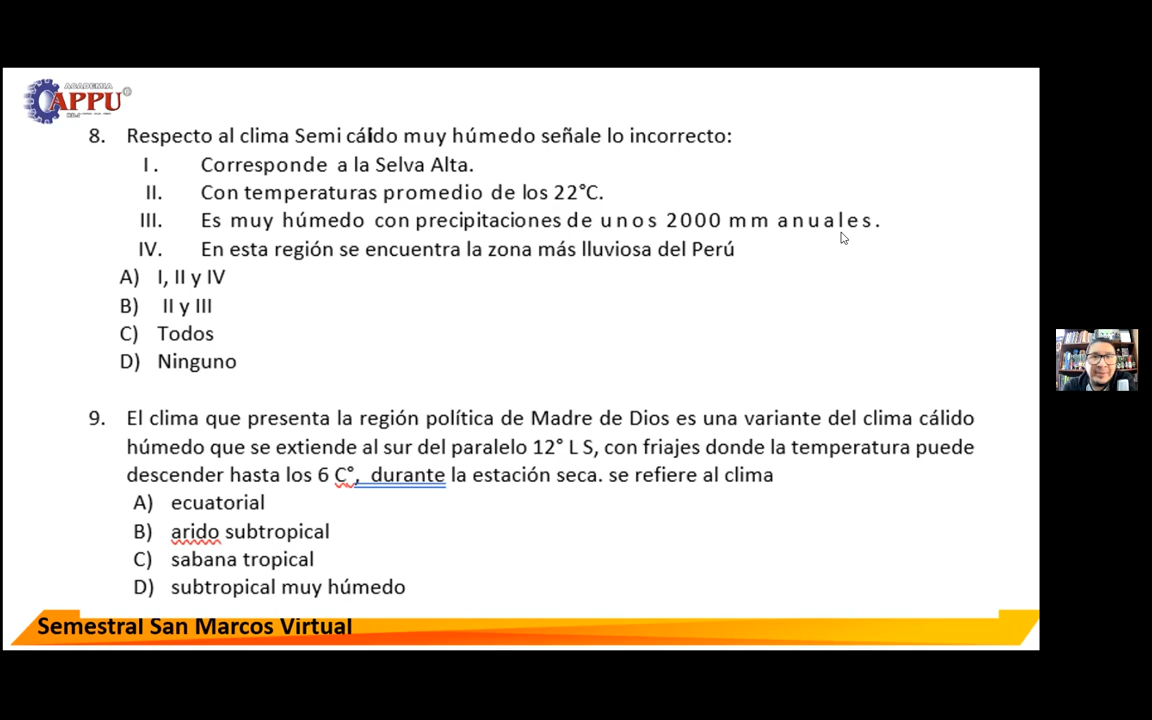 ACADEMIA
APPU
8. Respecto al clima Semi cálido muy húmedo señale lo incorrecto:
I. Corresponde a la Selva Alta.
II. Con temperaturas promedio de los 22°C.
III. Es muy húmedo con precipitaciones de unos 2000 mm anuales.
IV. En esta región se encuentra la zona más lluviosa del Perú
A) I, II y IV
B) II y III
C) Todos
D) Ninguno
9. El clima que presenta la región política de Madre de Dios es una variante del clima cálido
húmedo que se extiende al sur del paralelo 12° L S, con friajes donde la temperatura puede
descender hasta los 6 C°, durante la estación seca. se refiere al clima
A) ecuatorial
B) arido subtropical
C) sabana tropical
D) subtropical muy húmedo
Semestral San Marcos Virtual